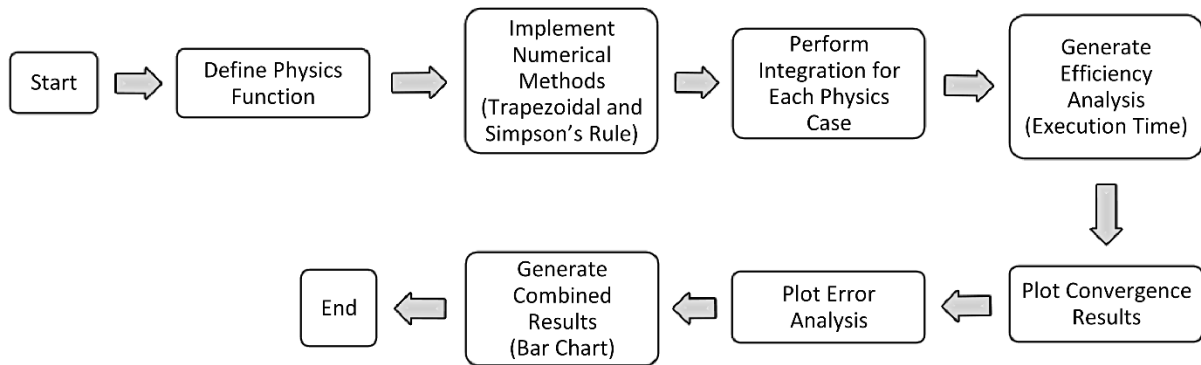 Start
Define Physics
Function
Implement
Numerical
Methods
(Trapezoidal and
Simpson’s Rule)
Perform
Integration for
Each Physics
Case
Generate
Efficiency
Analysis
(Execution Time)
Plot Convergence
Results
Plot Error
Analysis
Generate
Combined
Results
(Bar Chart)
End